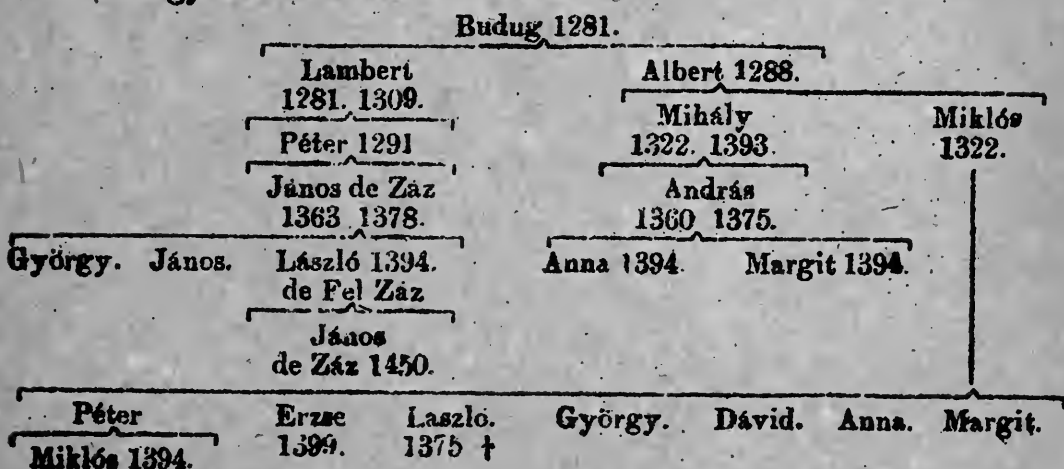 Budug 1281.
Lambert Albert 1288.
1281. 1309. Mihály Miklós
Péter 1291 1322. 1393. 1322.
János de Záz András
1363 1378. 1360 1375.
György. János. László 1394. Anna 1394. Margit 1394.
de Fel Záz
János
de Záz 1450.
Péter Erzse Laszló. György. Dávid. Anna. Margit.
Miklós 1394. 1399. 1375 †